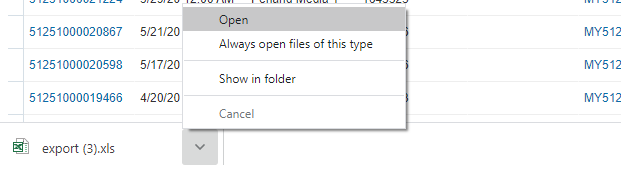 Open
Always open files of this type
51251000020867 5/21/20
51251000020598 5/17/20 MY512
Show in folder
51251000019466 4/20/20 MY512
Cancel
export (3).xls